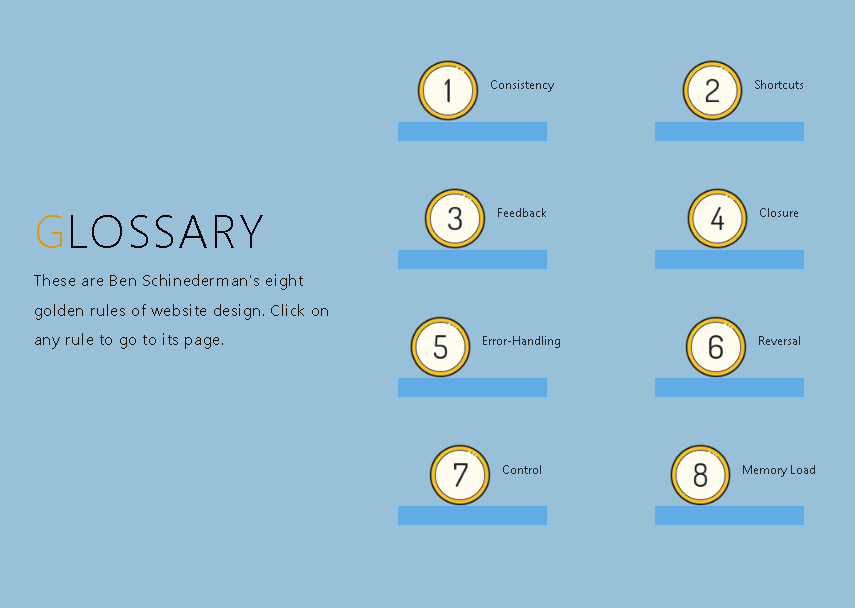 GLOSSARY
These are Ben Schinederman's eight
golden rules of website design. Click on
any rule to go to its page.
1 Consistency
2 Shortcuts
3 Feedback
4 Closure
5 Error-Handling
6 Reversal
7 Control
8 Memory Load